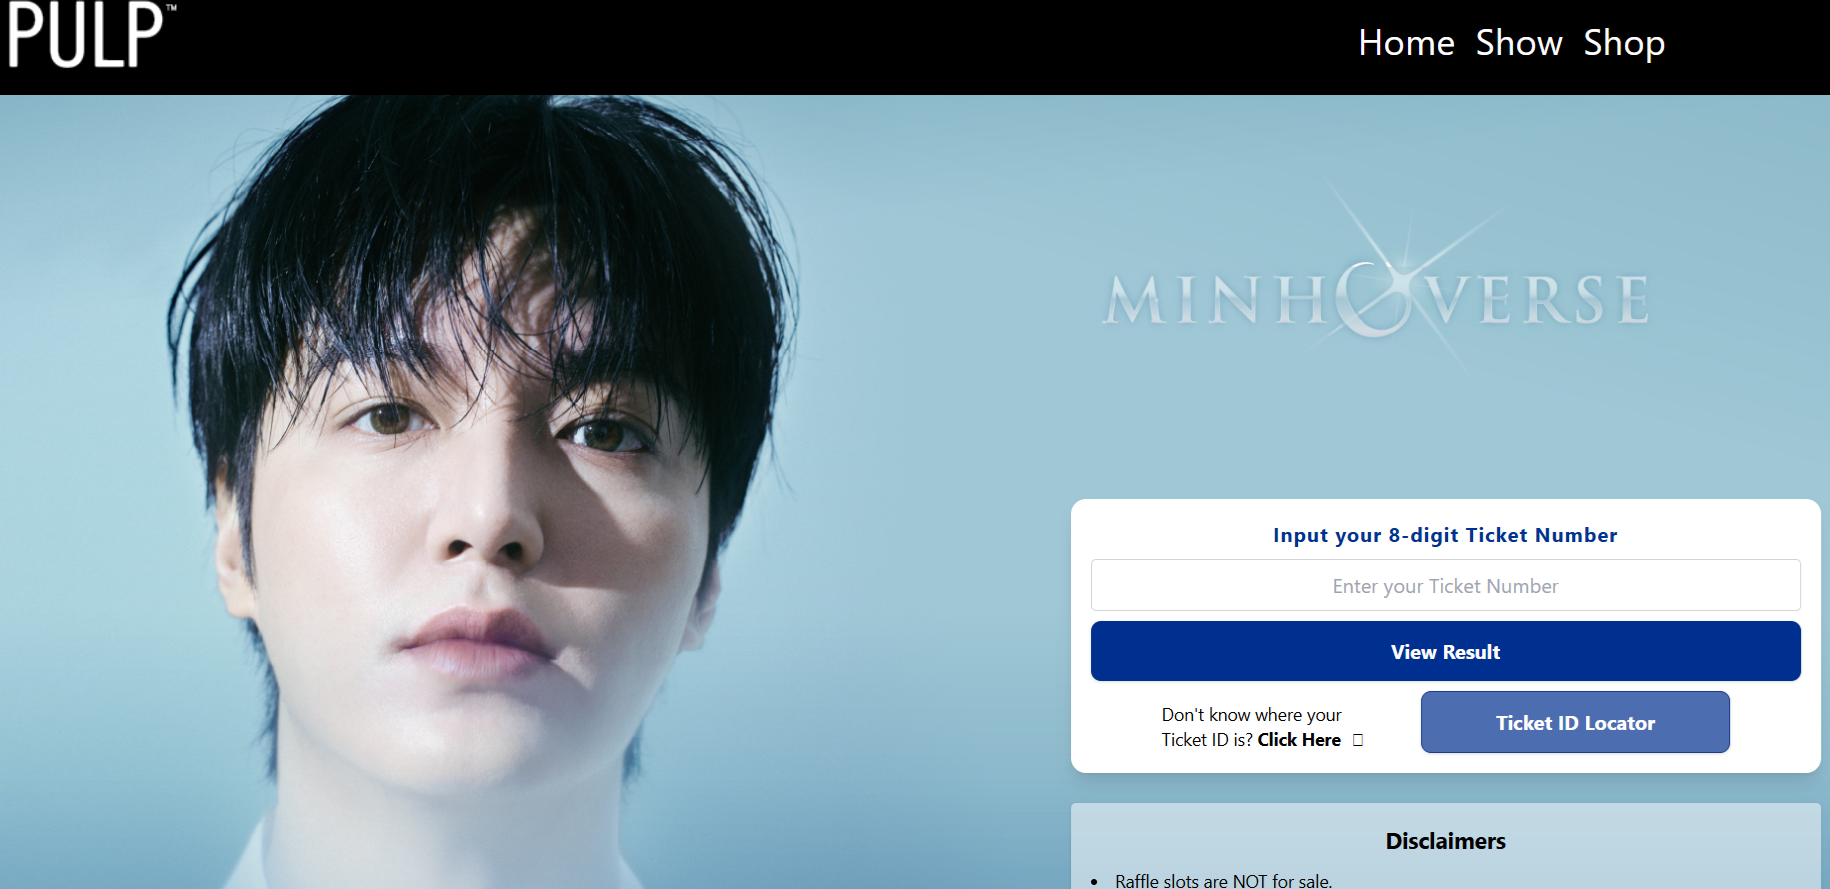 PULP™
Home Show Shop
MINHOVERSE
Input your 8-digit Ticket Number
Enter your Ticket Number
View Result
Don't know where your
Ticket ID is? Click Here
Ticket ID Locator
Disclaimers
• Raffle slots are NOT for sale.